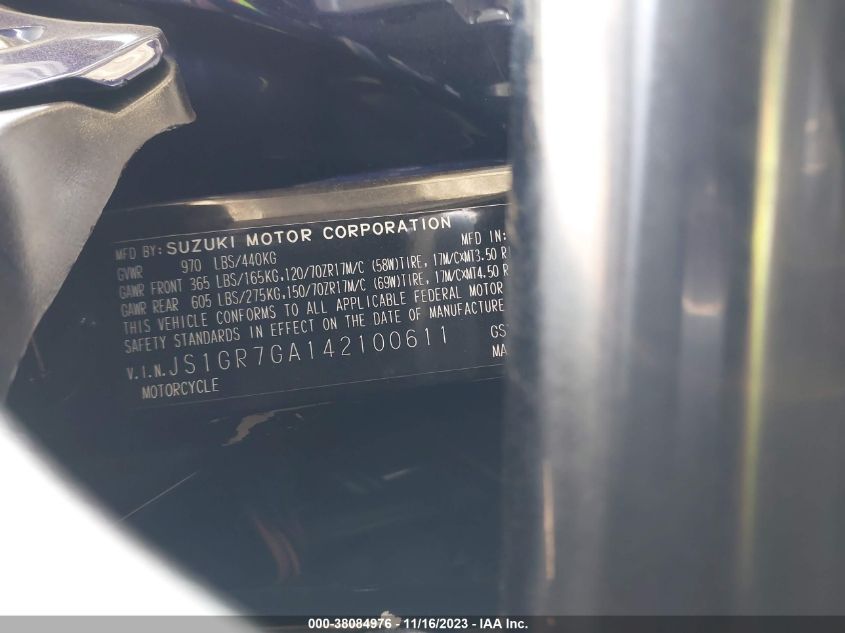 MFD BY: SUZUKI MOTOR CORPORATION MFD IN:
GVWR 970 LBS/440KG
GAWR FRONT 365 LBS/165KG,120/70ZR17M/C (58W)TIRE, 17M/CXMT3.50 R
GAWR REAR 605 LBS/275KG,150/70ZR17M/C (69W)TIRE, 17M/CXMT4.50 R
THIS VEHICLE CONFORMS TO ALL APPLICABLE FEDERAL MOTOR
SAFETY STANDARDS IN EFFECT ON THE DATE OF MANUFACTURE
V.I.N. JS1GR7GA142100611 GS
MOTORCYCLE MA
000-38084976 - 11/16/2023 - IAA Inc.